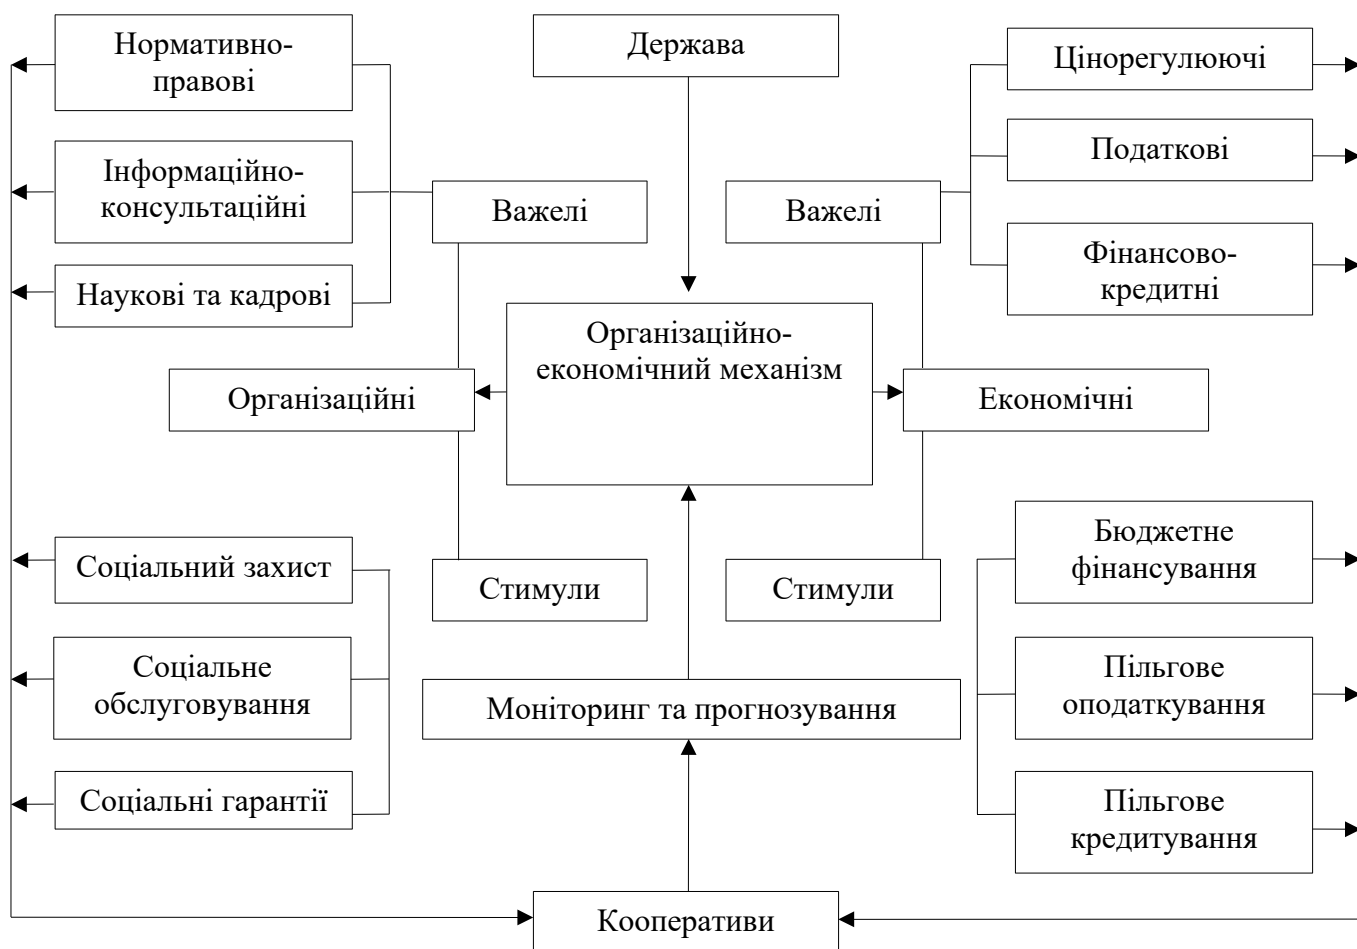 Нормативно-
правові
Держава
Цінорегулюючі
Інформаційно-
консультаційні
Податкові
Важелі
Важелі
Наукові та кадрові
Фінансово-
кредитні
Організаційно-
економічний механізм
Організаційні
Економічні
Соціальний захист
Стимули
Стимули
Бюджетне
фінансування
Соціальне
обслуговування
Моніторинг та прогнозування
Пільгове
оподаткування
Соціальні гарантії
Пільгове
кредитування
Кооперативи